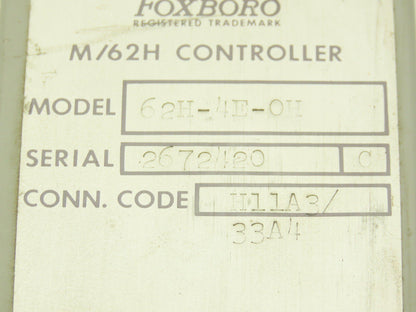 FOXBORO
REGISTERED TRADEMARK
M/62H CONTROLLER
MODEL 62H-4E-OH
SERIAL 2672420 C
CONN. CODE H11A3/
33A4